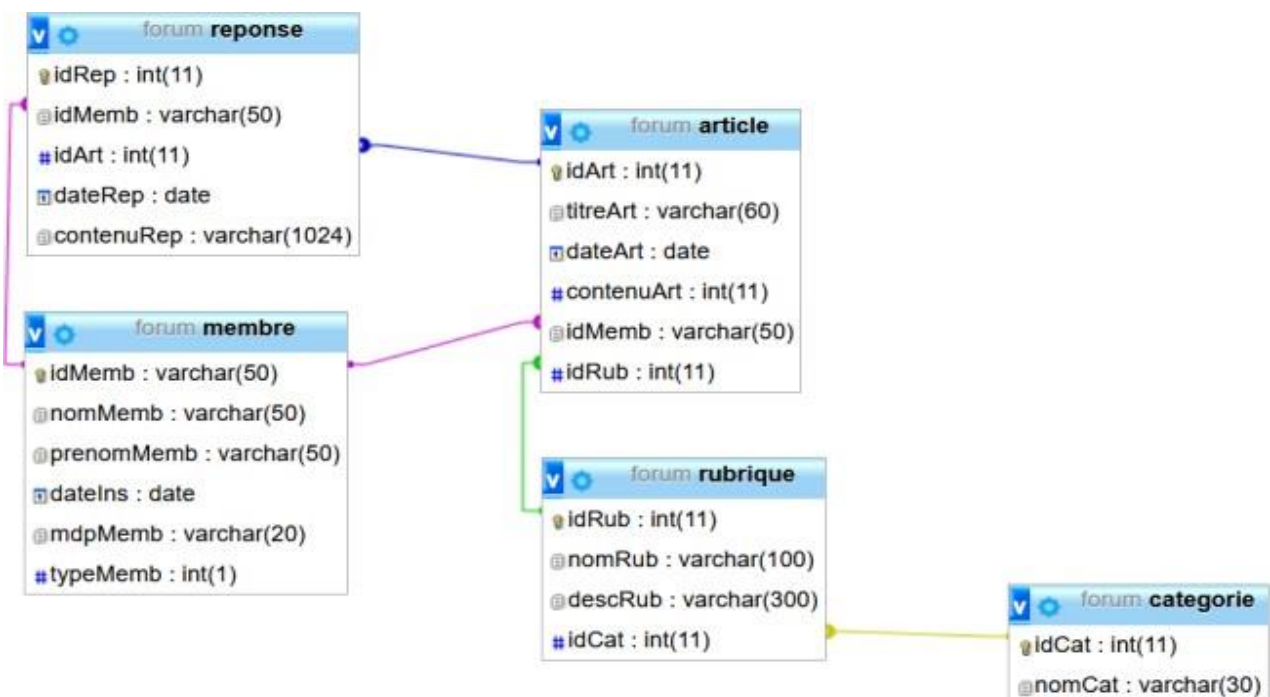 forum reponse
idRep : int(11)
idMemb : varchar(50)
#idArt : int(11)
dateRep : date
contenuRep : varchar(1024)
forum membre
idMemb : varchar(50)
nomMemb : varchar(50)
prenomMemb : varchar(50)
dateIns : date
mdpMemb : varchar(20)
#typeMemb : int(1)
forum article
idArt : int(11)
titreArt : varchar(60)
dateArt : date
#contenuArt : int(11)
idMemb : varchar(50)
#idRub : int(11)
forum rubrique
idRub : int(11)
nomRub : varchar(100)
descRub : varchar(300)
#idCat : int(11)
forum categorie
idCat : int(11)
nomCat : varchar(30)